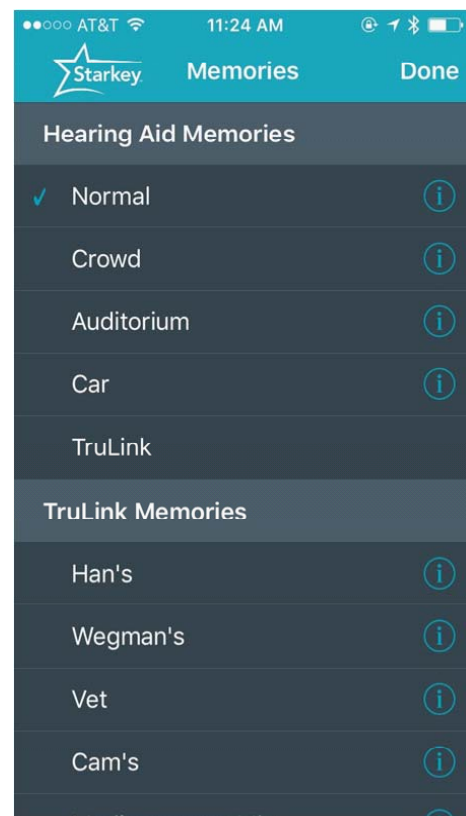 AT&T 11:24 AM
Starkey. Memories Done
Hearing Aid Memories
Normal
Crowd
Auditorium
Car
TruLink
TruLink Memories
Han's
Wegman's
Vet
Cam's